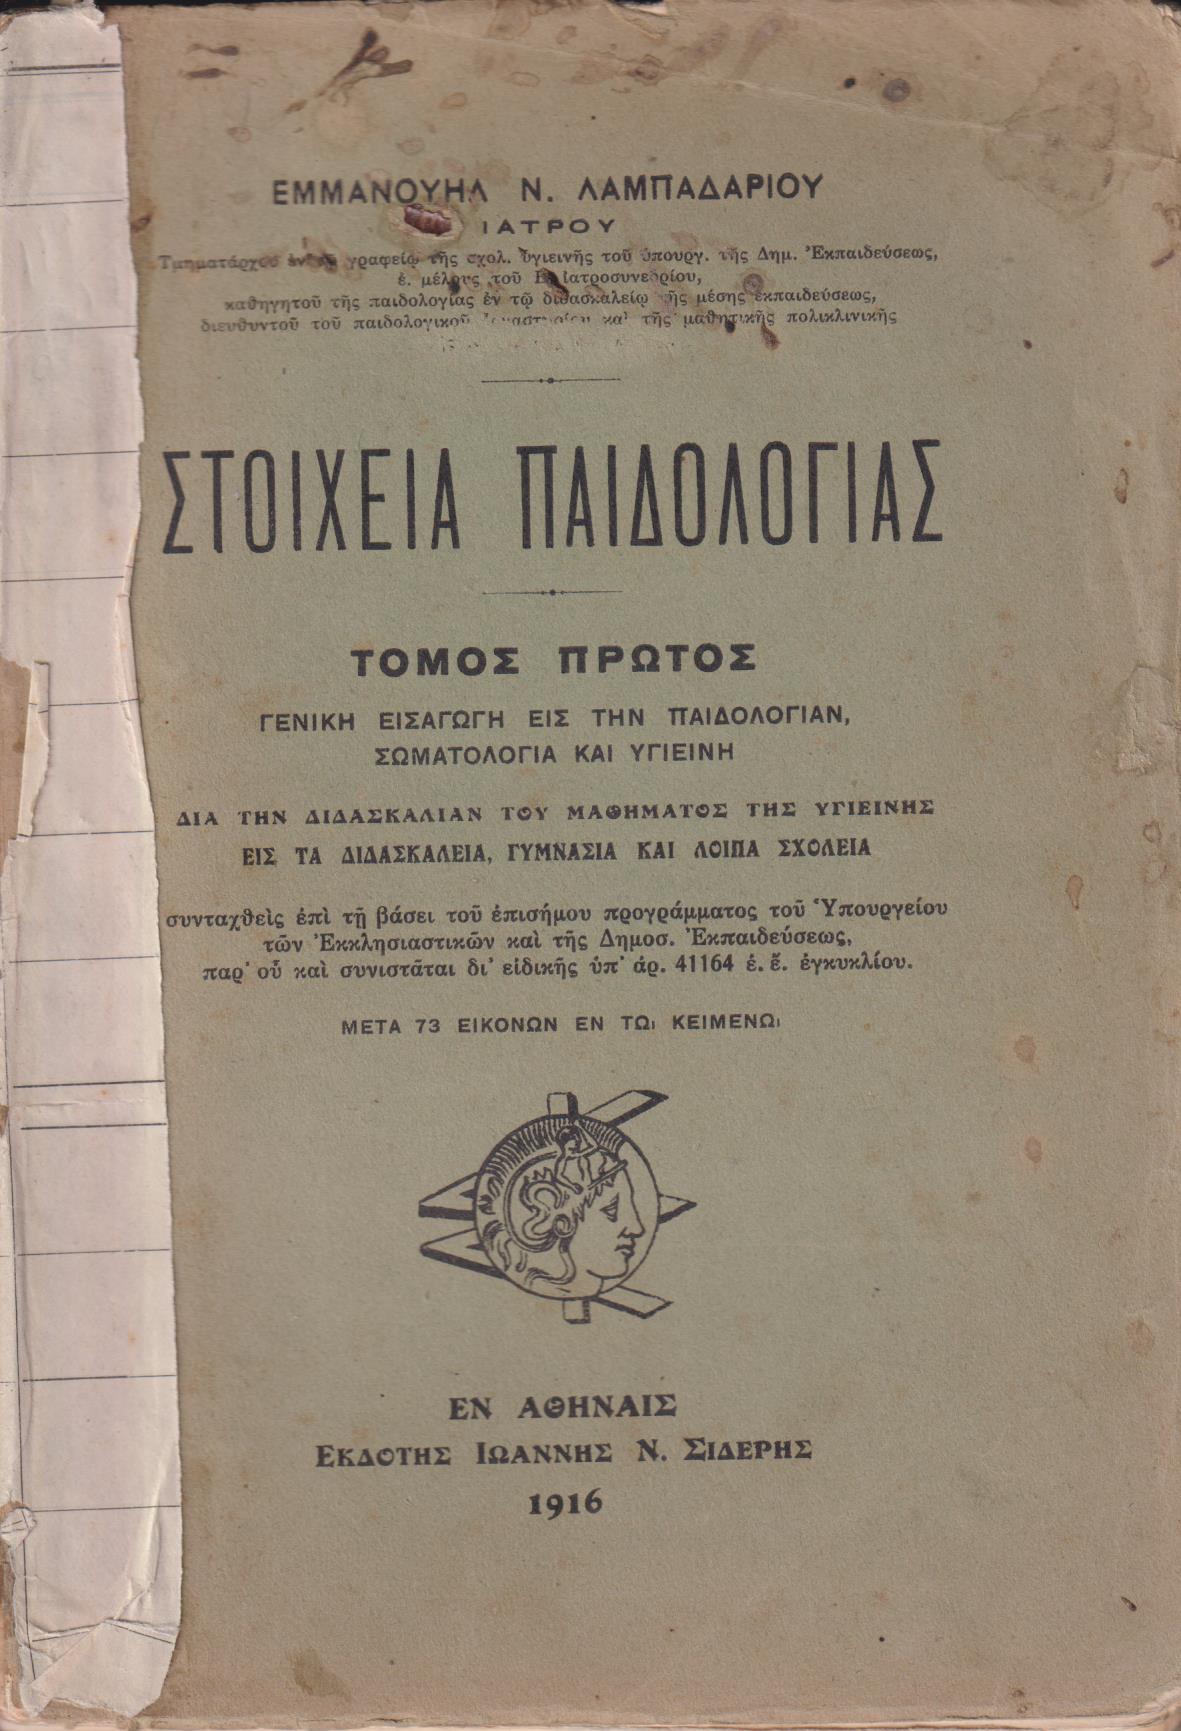 ΕΜΜΑΝΟΥΗΛ Ν. ΛΑΜΠΑΔΑΡΙΟΥ
ΙΑΤΡΟΥ
Τμηματάρχου ἐν τῷ γραφείῳ τῆς σχολ. ὑγιεινῆς τοῦ ὑπουργ. τῆς Δημ. Ἐκπαιδεύσεως,
ἐ. μέλους τοῦ Ἰατροσυνεδρίου,
καθηγητοῦ τῆς παιδολογίας ἐν τῷ διδασκαλείῳ τῆς μέσης ἐκπαιδεύσεως,
διευθυντοῦ τοῦ παιδολογικοῦ καὶ τῆς μαθητικῆς πολικλινικῆς
ΣΤΟΙΧΕΙΑ ΠΑΙΔΟΛΟΓΙΑΣ
ΤΟΜΟΣ ΠΡΩΤΟΣ
ΓΕΝΙΚΗ ΕΙΣΑΓΩΓΗ ΕΙΣ ΤΗΝ ΠΑΙΔΟΛΟΓΙΑΝ,
ΣΩΜΑΤΟΛΟΓΙΑ ΚΑΙ ΥΓΙΕΙΝΗ
ΔΙΑ ΤΗΝ ΔΙΔΑΣΚΑΛΙΑΝ ΤΟΥ ΜΑΘΗΜΑΤΟΣ ΤΗΣ ΥΓΙΕΙΝΗΣ
ΕΙΣ ΤΑ ΔΙΔΑΣΚΑΛΕΙΑ, ΓΥΜΝΑΣΙΑ ΚΑΙ ΛΟΙΠΑ ΣΧΟΛΕΙΑ
συνταχθεὶς ἐπὶ τῇ βάσει τοῦ ἐπισήμου προγράμματος τοῦ Ὑπουργείου
τῶν Ἐκκλησιαστικῶν καὶ τῆς Δημοσ. Ἐκπαιδεύσεως,
παρ' οὗ καὶ συνιστᾶται δι' εἰδικῆς ὑπ' ἀρ. 41164 ἐ. ἔ. ἐγκυκλίου.
ΜΕΤΑ 73 ΕΙΚΟΝΩΝ ΕΝ ΤΩι ΚΕΙΜΕΝΩι
ΕΝ ΑΘΗΝΑΙΣ
ΕΚΔΟΤΗΣ ΙΩΑΝΝΗΣ Ν. ΣΙΔΕΡΗΣ
1916